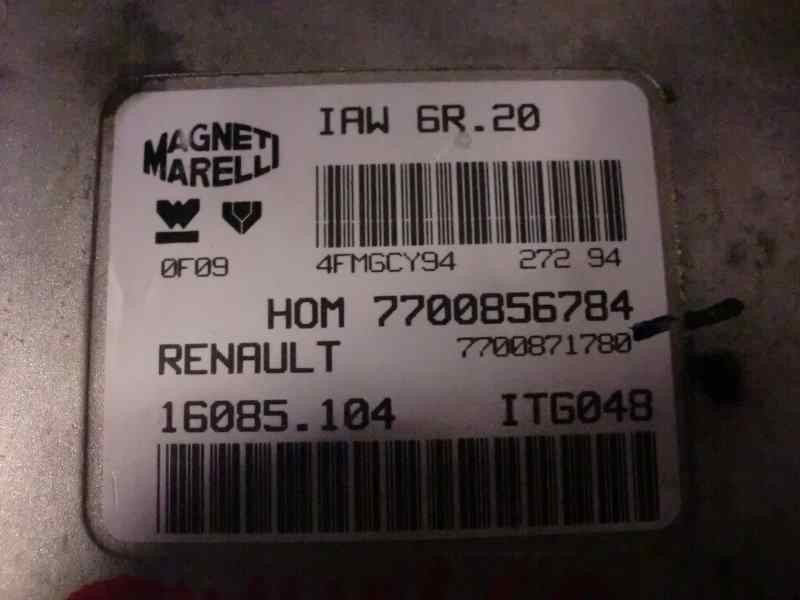 IAW 6R.20
MAGNETI
MARELLI
0F09
4FMGCY94 272 94
HOM 7700856784
RENAULT 7700871780
16085.104 ITG048